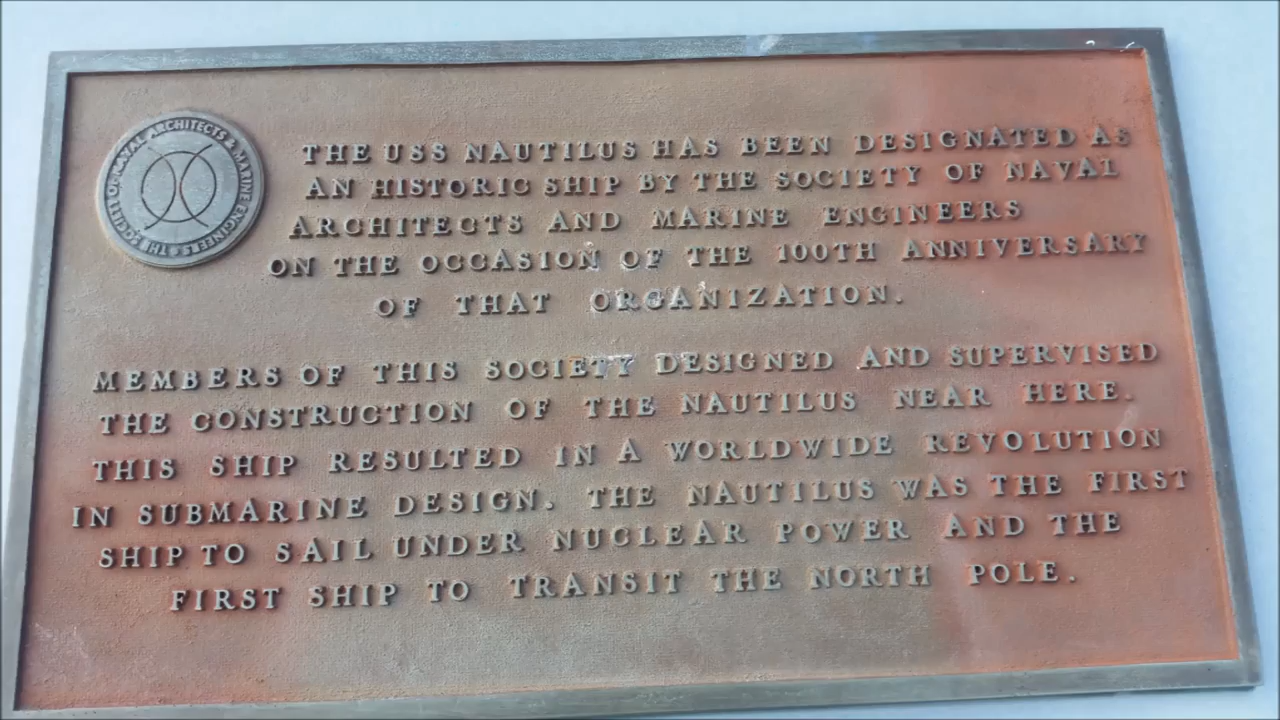 THE SOCIETY OF NAVAL ARCHITECTS & MARINE ENGINEERS
THE USS NAUTILUS HAS BEEN DESIGNATED AS
AN HISTORIC SHIP BY THE SOCIETY OF NAVAL
ARCHITECTS AND MARINE ENGINEERS
ON THE OCCASION OF THE 100TH ANNIVERSARY
OF THAT ORGANIZATION.
MEMBERS OF THIS SOCIETY DESIGNED AND SUPERVISED
THE CONSTRUCTION OF THE NAUTILUS NEAR HERE.
THIS SHIP RESULTED IN A WORLDWIDE REVOLUTION
IN SUBMARINE DESIGN. THE NAUTILUS WAS THE FIRST
SHIP TO SAIL UNDER NUCLEAR POWER AND THE
FIRST SHIP TO TRANSIT THE NORTH POLE.